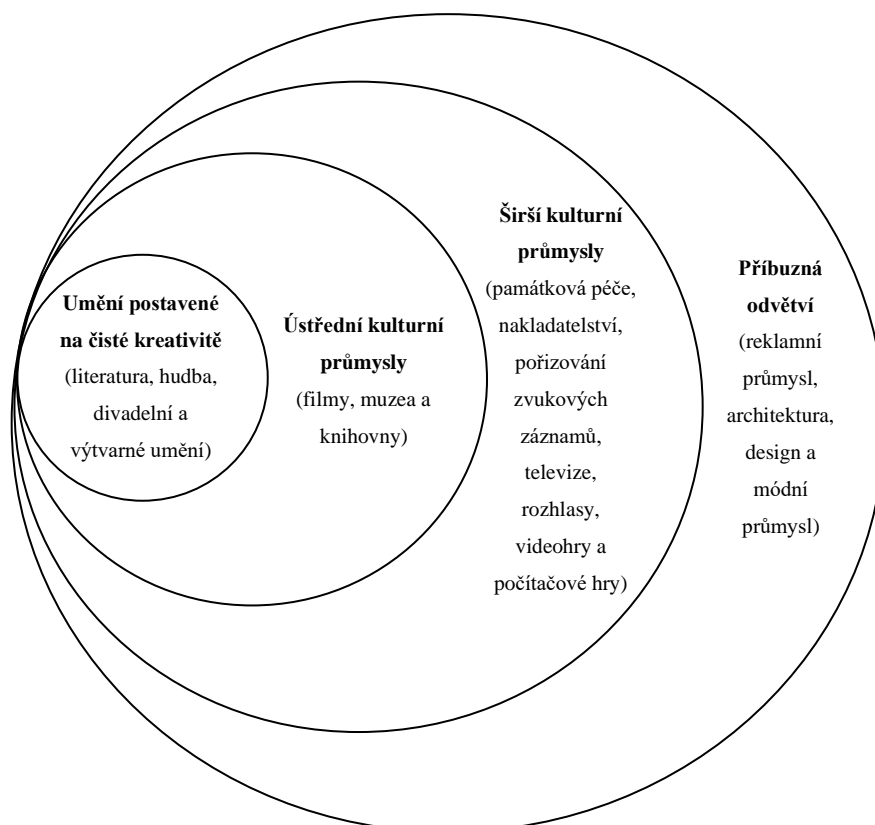 Umění postavené
na čisté kreativitě
(literatura, hudba,
divadelní a
výtvarné umění)
Ústřední kulturní
průmysly
(filmy, muzea a
knihovny)
Širší kulturní
průmysly
(památková péče,
nakladatelství,
pořizování
zvukových
záznamů,
televize,
rozhlasy,
videohry a
počítačové hry)
Příbuzná
odvětví
(reklamní
průmysl,
architektura,
design a
módní
průmysl)